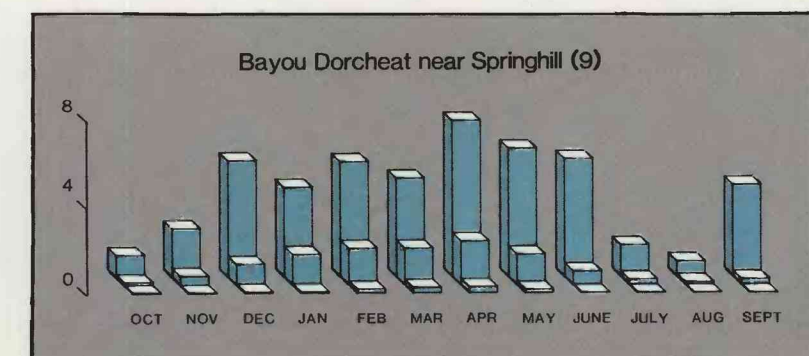 Bayou Dorcheat near Springhill (9)
8
4
0
OCT NOV DEC JAN FEB MAR APR MAY JUNE JULY AUG SEPT